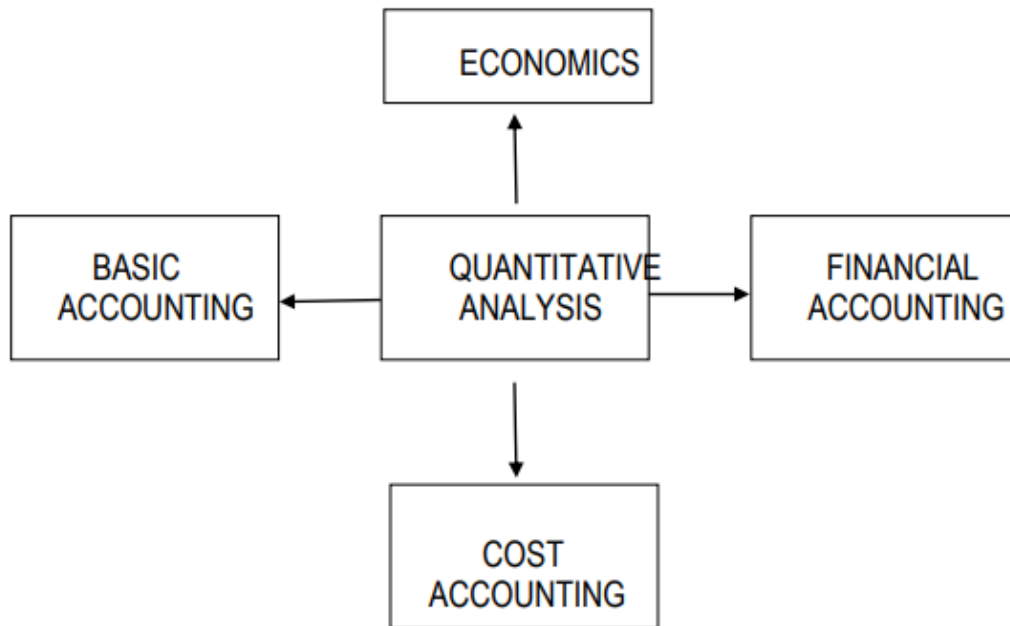 ECONOMICS
BASIC
ACCOUNTING
QUANTITATIVE
ANALYSIS
FINANCIAL
ACCOUNTING
COST
ACCOUNTING